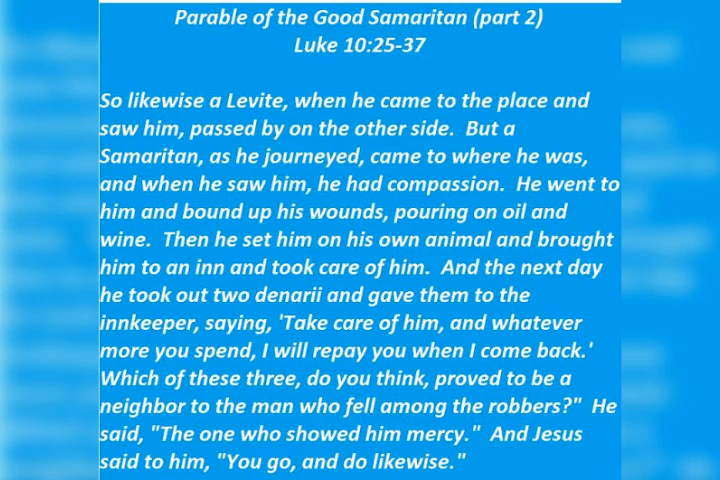 Parable of the Good Samaritan (part 2)
Luke 10:25-37
So likewise a Levite, when he came to the place and
saw him, passed by on the other side.  But a
Samaritan, as he journeyed, came to where he was,
and when he saw him, he had compassion.  He went to
him and bound up his wounds, pouring on oil and
wine.  Then he set him on his own animal and brought
him to an inn and took care of him.  And the next day
he took out two denarii and gave them to the
innkeeper, saying, 'Take care of him, and whatever
more you spend, I will repay you when I come back.'
Which of these three, do you think, proved to be a
neighbor to the man who fell among the robbers?"  He
said, "The one who showed him mercy."  And Jesus
said to him, "You go, and do likewise."